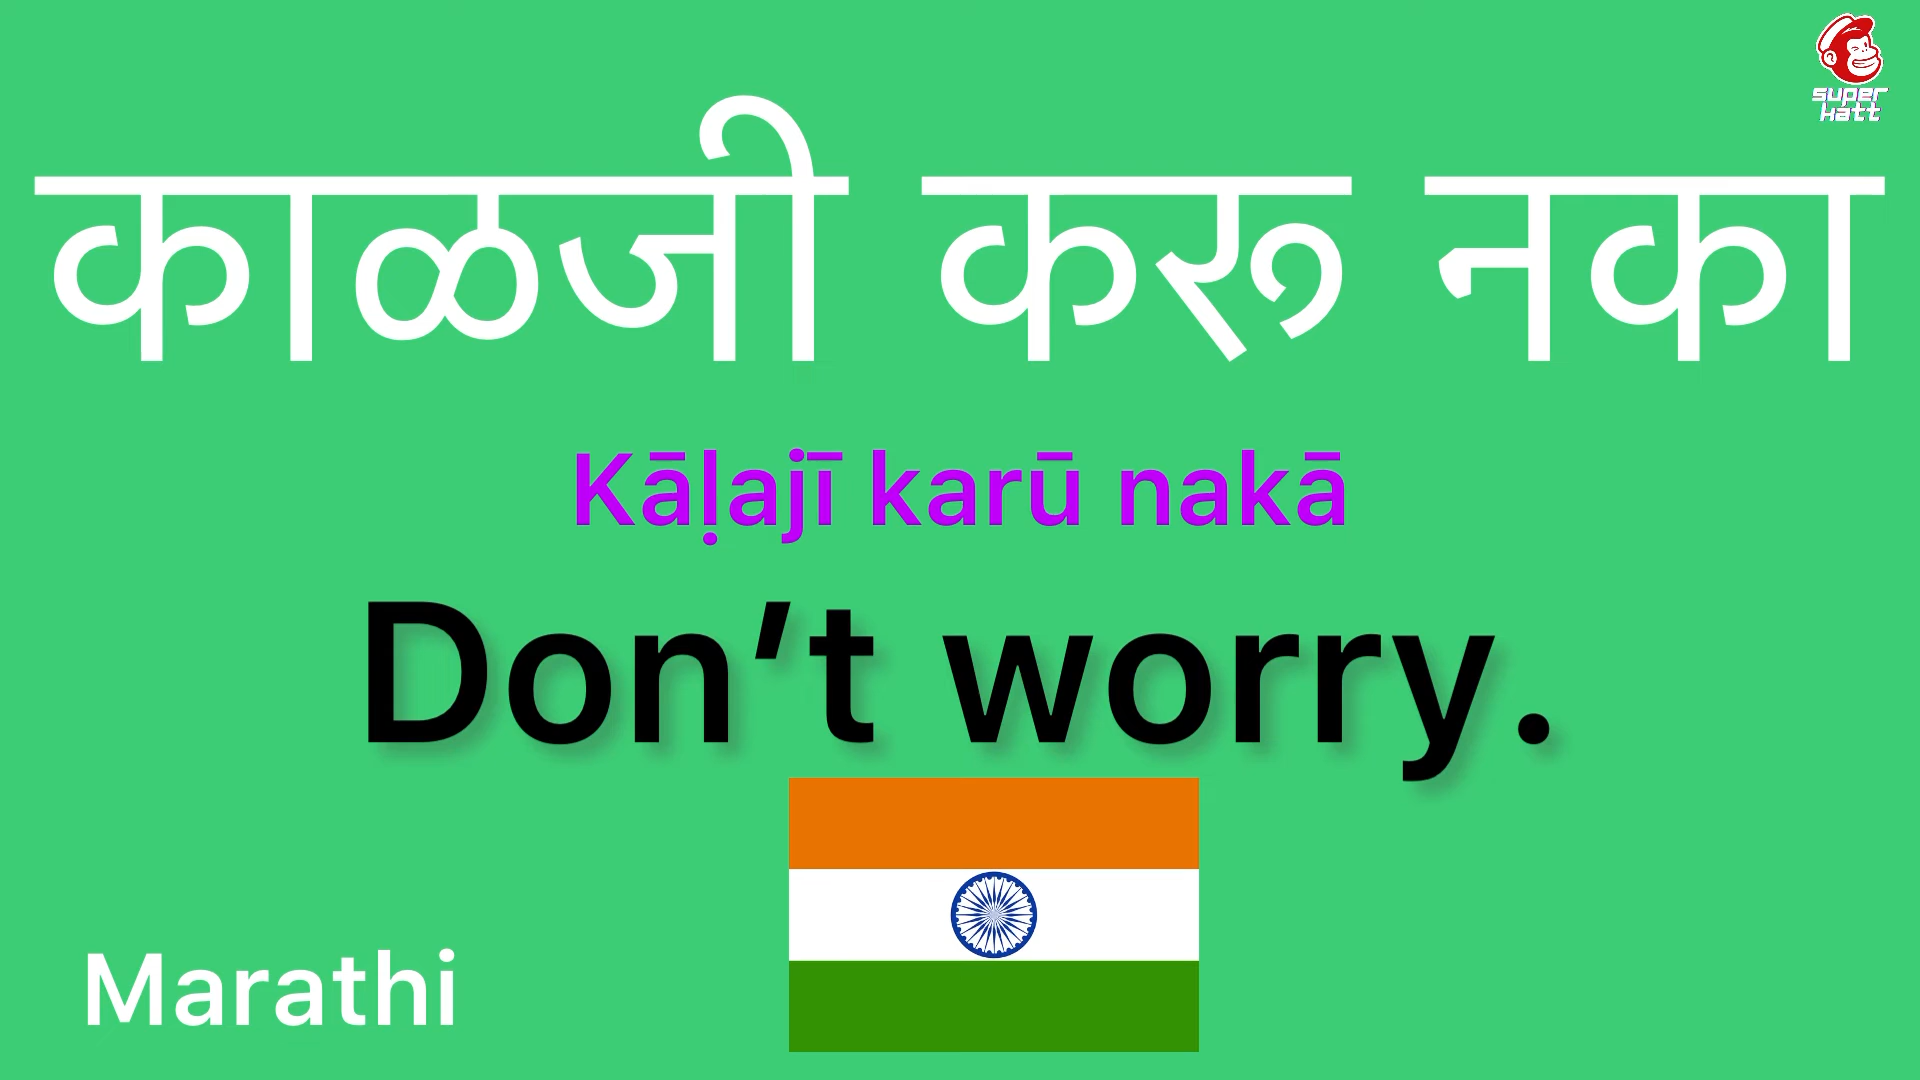 SUPER
HATT
काळजी करू नका
Kāḷajī karū nakā
Don’t worry.
Marathi